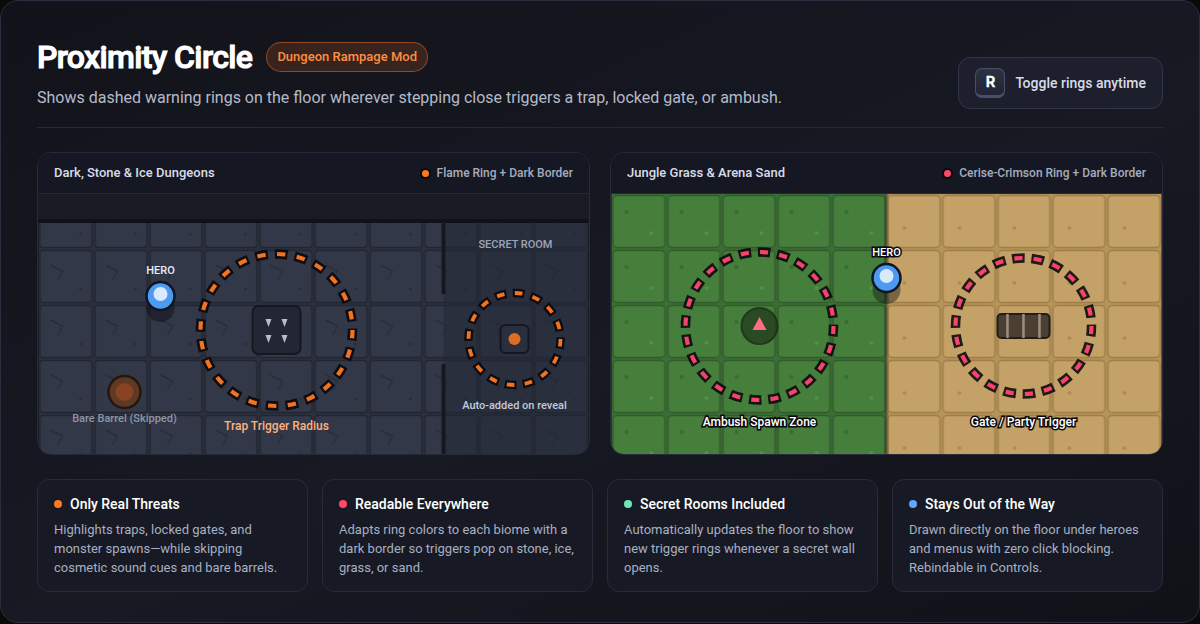 Proximity Circle
Dungeon Rampage Mod
Shows dashed warning rings on the floor wherever stepping close triggers a trap, locked gate, or ambush.
R
Toggle rings anytime
Dark, Stone & Ice Dungeons
Flame Ring + Dark Border
HERO
SECRET ROOM
Bare Barrel (Skipped)
Trap Trigger Radius
Auto-added on reveal
Jungle Grass & Arena Sand
Cerise-Crimson Ring + Dark Border
HERO
Ambush Spawn Zone
Gate / Party Trigger
Only Real Threats
Highlights traps, locked gates, and
monster spawns—while skipping
cosmetic sound cues and bare barrels.
Readable Everywhere
Adapts ring colors to each biome with a
dark border so triggers pop on stone, ice,
grass, or sand.
Secret Rooms Included
Automatically updates the floor to show
new trigger rings whenever a secret wall
opens.
Stays Out of the Way
Drawn directly on the floor under heroes
and menus with zero click blocking.
Rebindable in Controls.